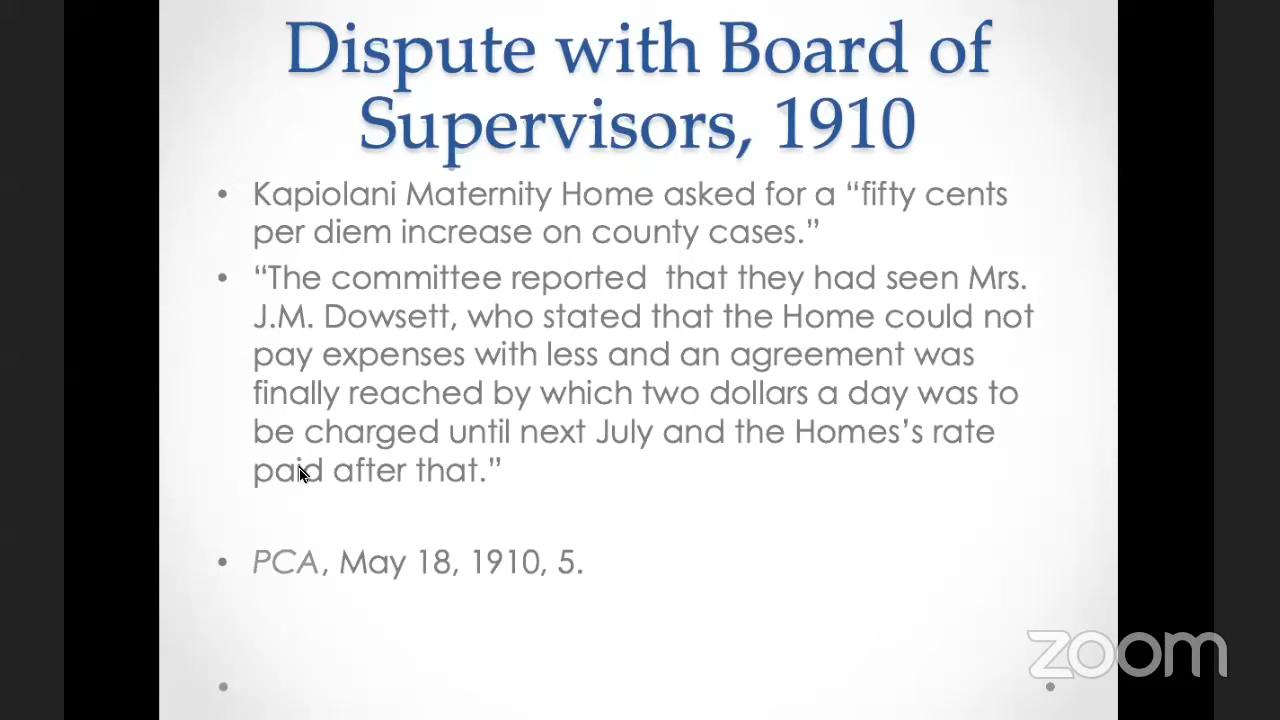 Dispute with Board of
Supervisors, 1910
• Kapiolani Maternity Home asked for a “fifty cents
per diem increase on county cases.”
• “The committee reported  that they had seen Mrs.
J.M. Dowsett, who stated that the Home could not
pay expenses with less and an agreement was
finally reached by which two dollars a day was to
be charged until next July and the Homes’s rate
paid after that.”
• PCA, May 18, 1910, 5.
zoom